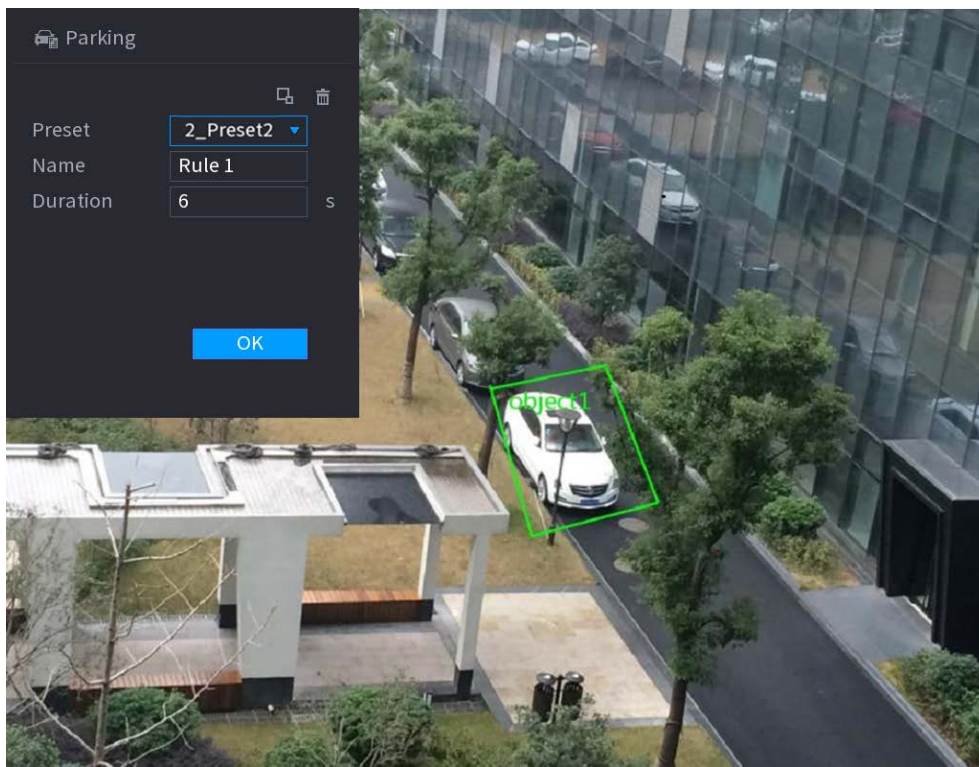 Parking
Preset 2_Preset2
Name Rule 1
Duration 6 s
OK
object1